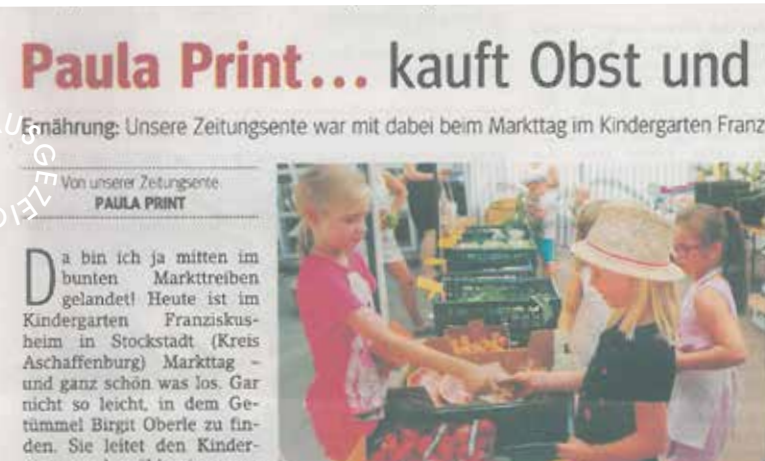 Paula Print... kauft Obst und
Ernährung: Unsere Zeitungsente war mit dabei beim Markttag im Kindergarten Franz
Von unserer Zeitungsente
PAULA PRINT
Da bin ich ja mitten im
bunten Markttreiben
gelandet! Heute ist im
Kindergarten Franziskus-
heim in Stockstadt (Kreis
Aschaffenburg) Markttag –
und ganz schön was los. Gar
nicht so leicht, in dem Ge-
tümmel Birgit Oberle zu fin-
den. Sie leitet den Kinder-